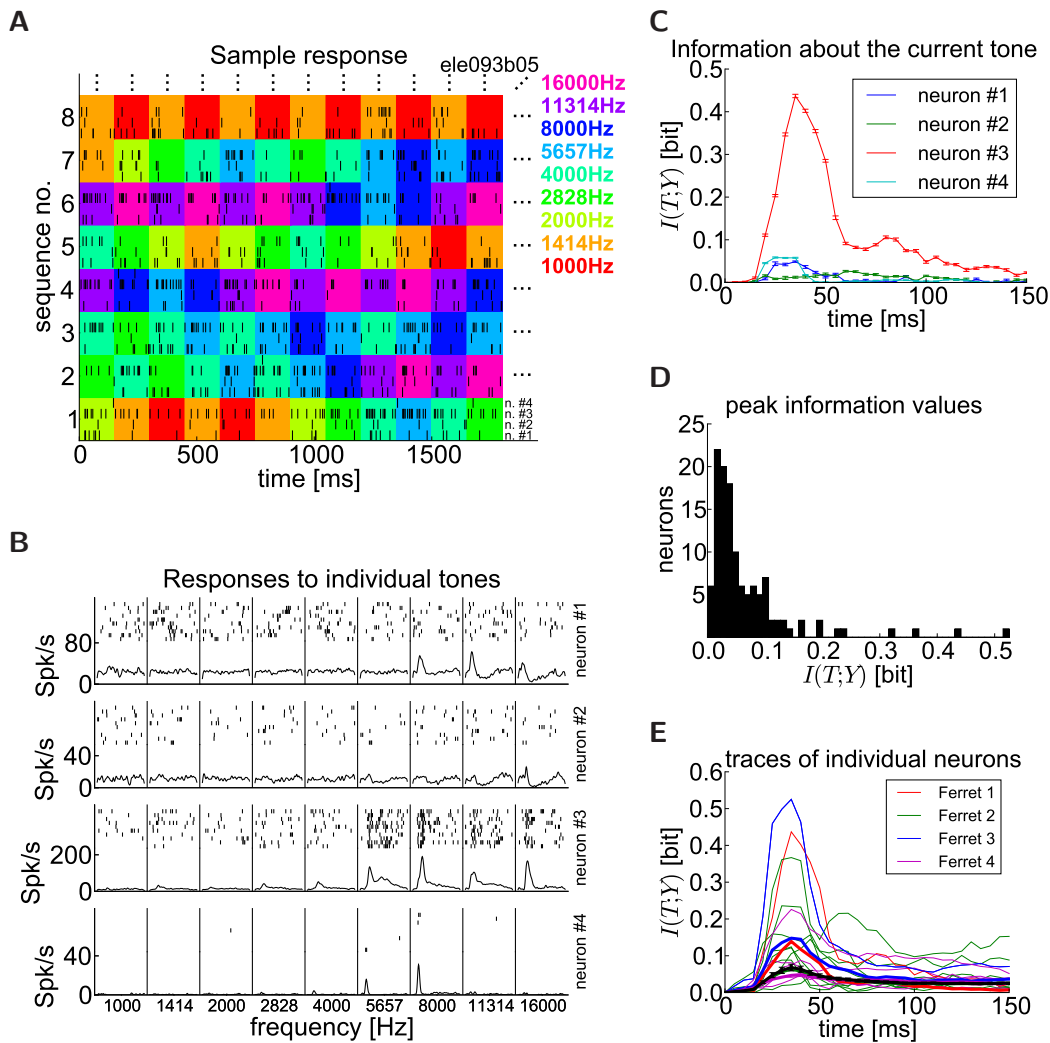 A
Sample response
ele093b05
16000Hz
11314Hz
8000Hz
5657Hz
4000Hz
2828Hz
2000Hz
1414Hz
1000Hz
sequence no.
8
7
6
5
4
3
2
1
n. #4
n. #3
n. #2
n. #1
0 500 1000 1500
time [ms]
B
Responses to individual tones
Spk/s
80
0
neuron #1
Spk/s
40
0
neuron #2
Spk/s
200
0
neuron #3
Spk/s
40
0
neuron #4
1000 1414 2000 2828 4000 5657 8000 11314 16000
frequency [Hz]
C
Information about the current tone
I(T;Y) [bit]
0.5
0.4
0.3
0.2
0.1
0.0
neuron #1
neuron #2
neuron #3
neuron #4
0 50 100 150
time [ms]
D
peak information values
neurons
25
20
15
10
5
0.0 0.1 0.2 0.3 0.4 0.5
I(T;Y) [bit]
E
traces of individual neurons
I(T;Y) [bit]
0.6
0.5
0.4
0.3
0.2
0.1
0.0
Ferret 1
Ferret 2
Ferret 3
Ferret 4
0 50 100 150
time [ms]